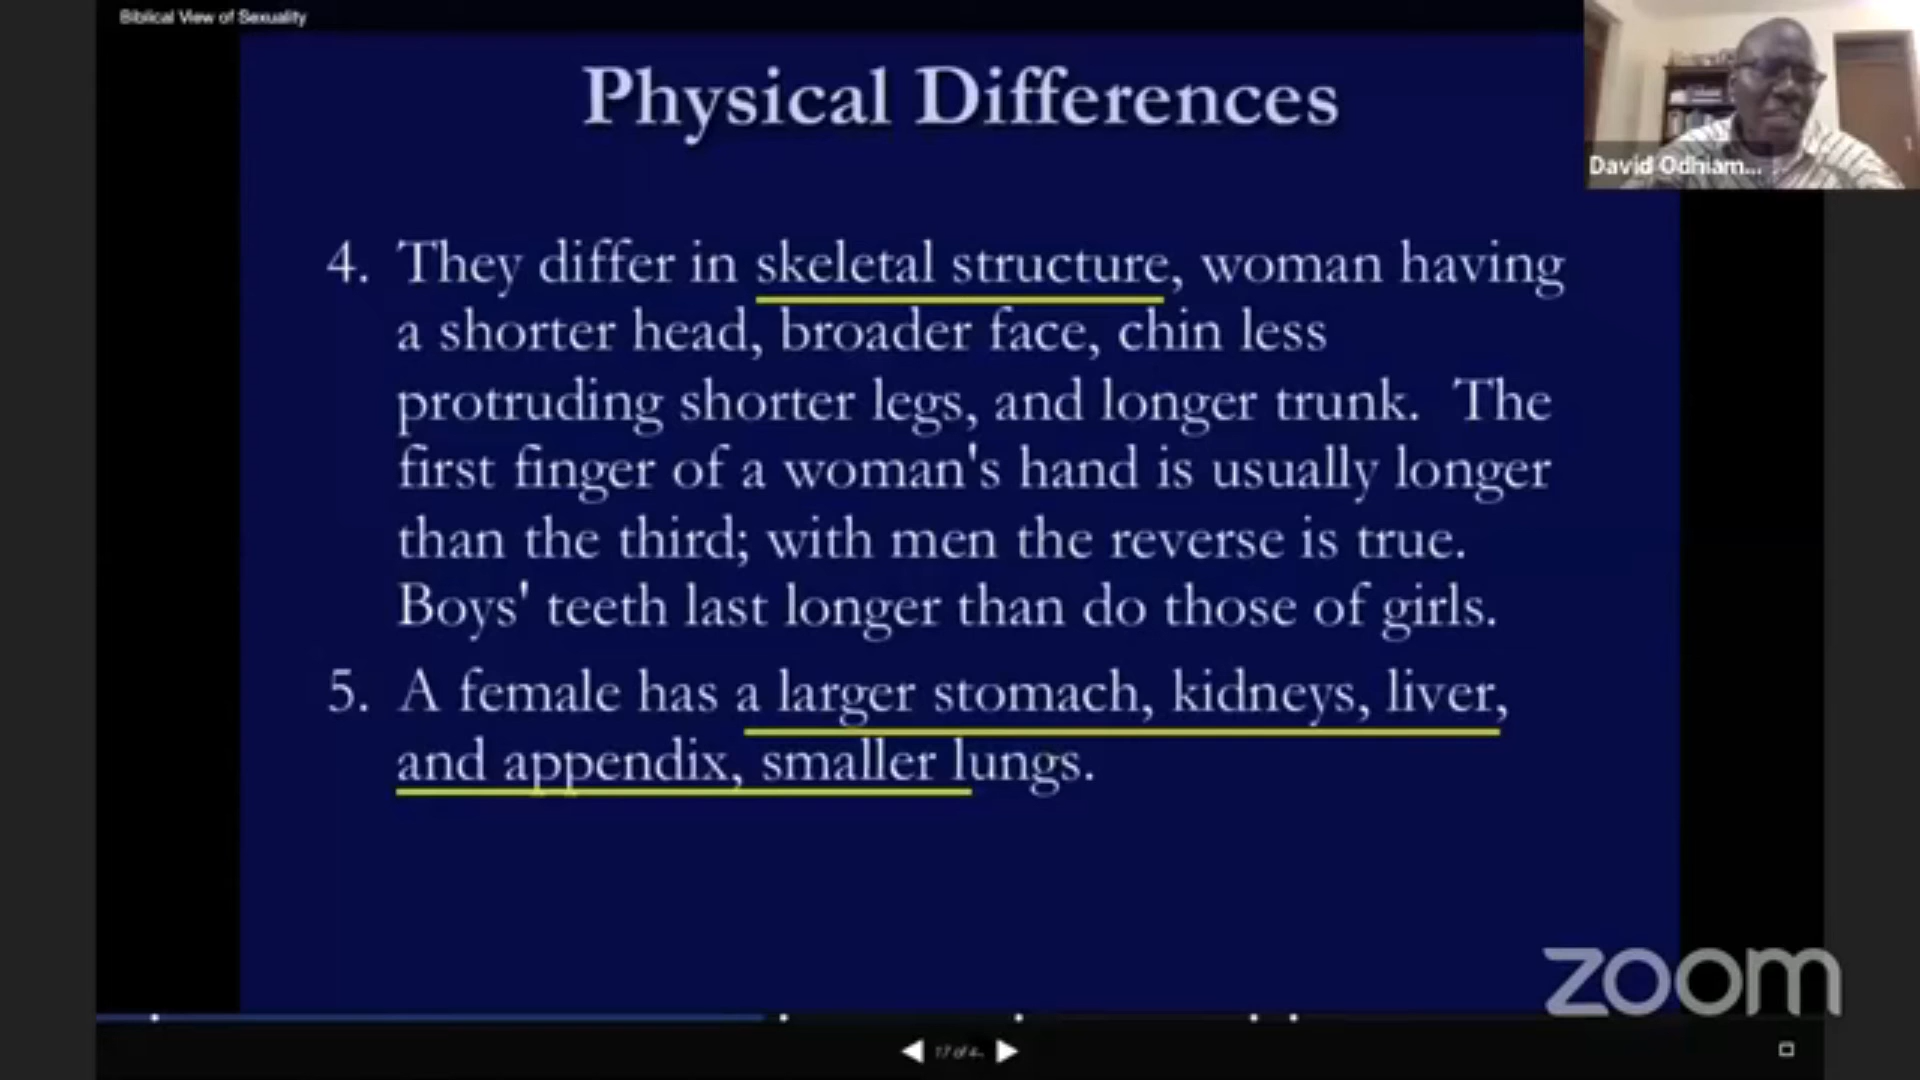 Biblical View of Sexuality
Physical Differences
David Odhiam...
4. They differ in skeletal structure, woman having
a shorter head, broader face, chin less
protruding shorter legs, and longer trunk. The
first finger of a woman's hand is usually longer
than the third; with men the reverse is true.
Boys' teeth last longer than do those of girls.
5. A female has a larger stomach, kidneys, liver,
and appendix, smaller lungs.
zoom
17 of